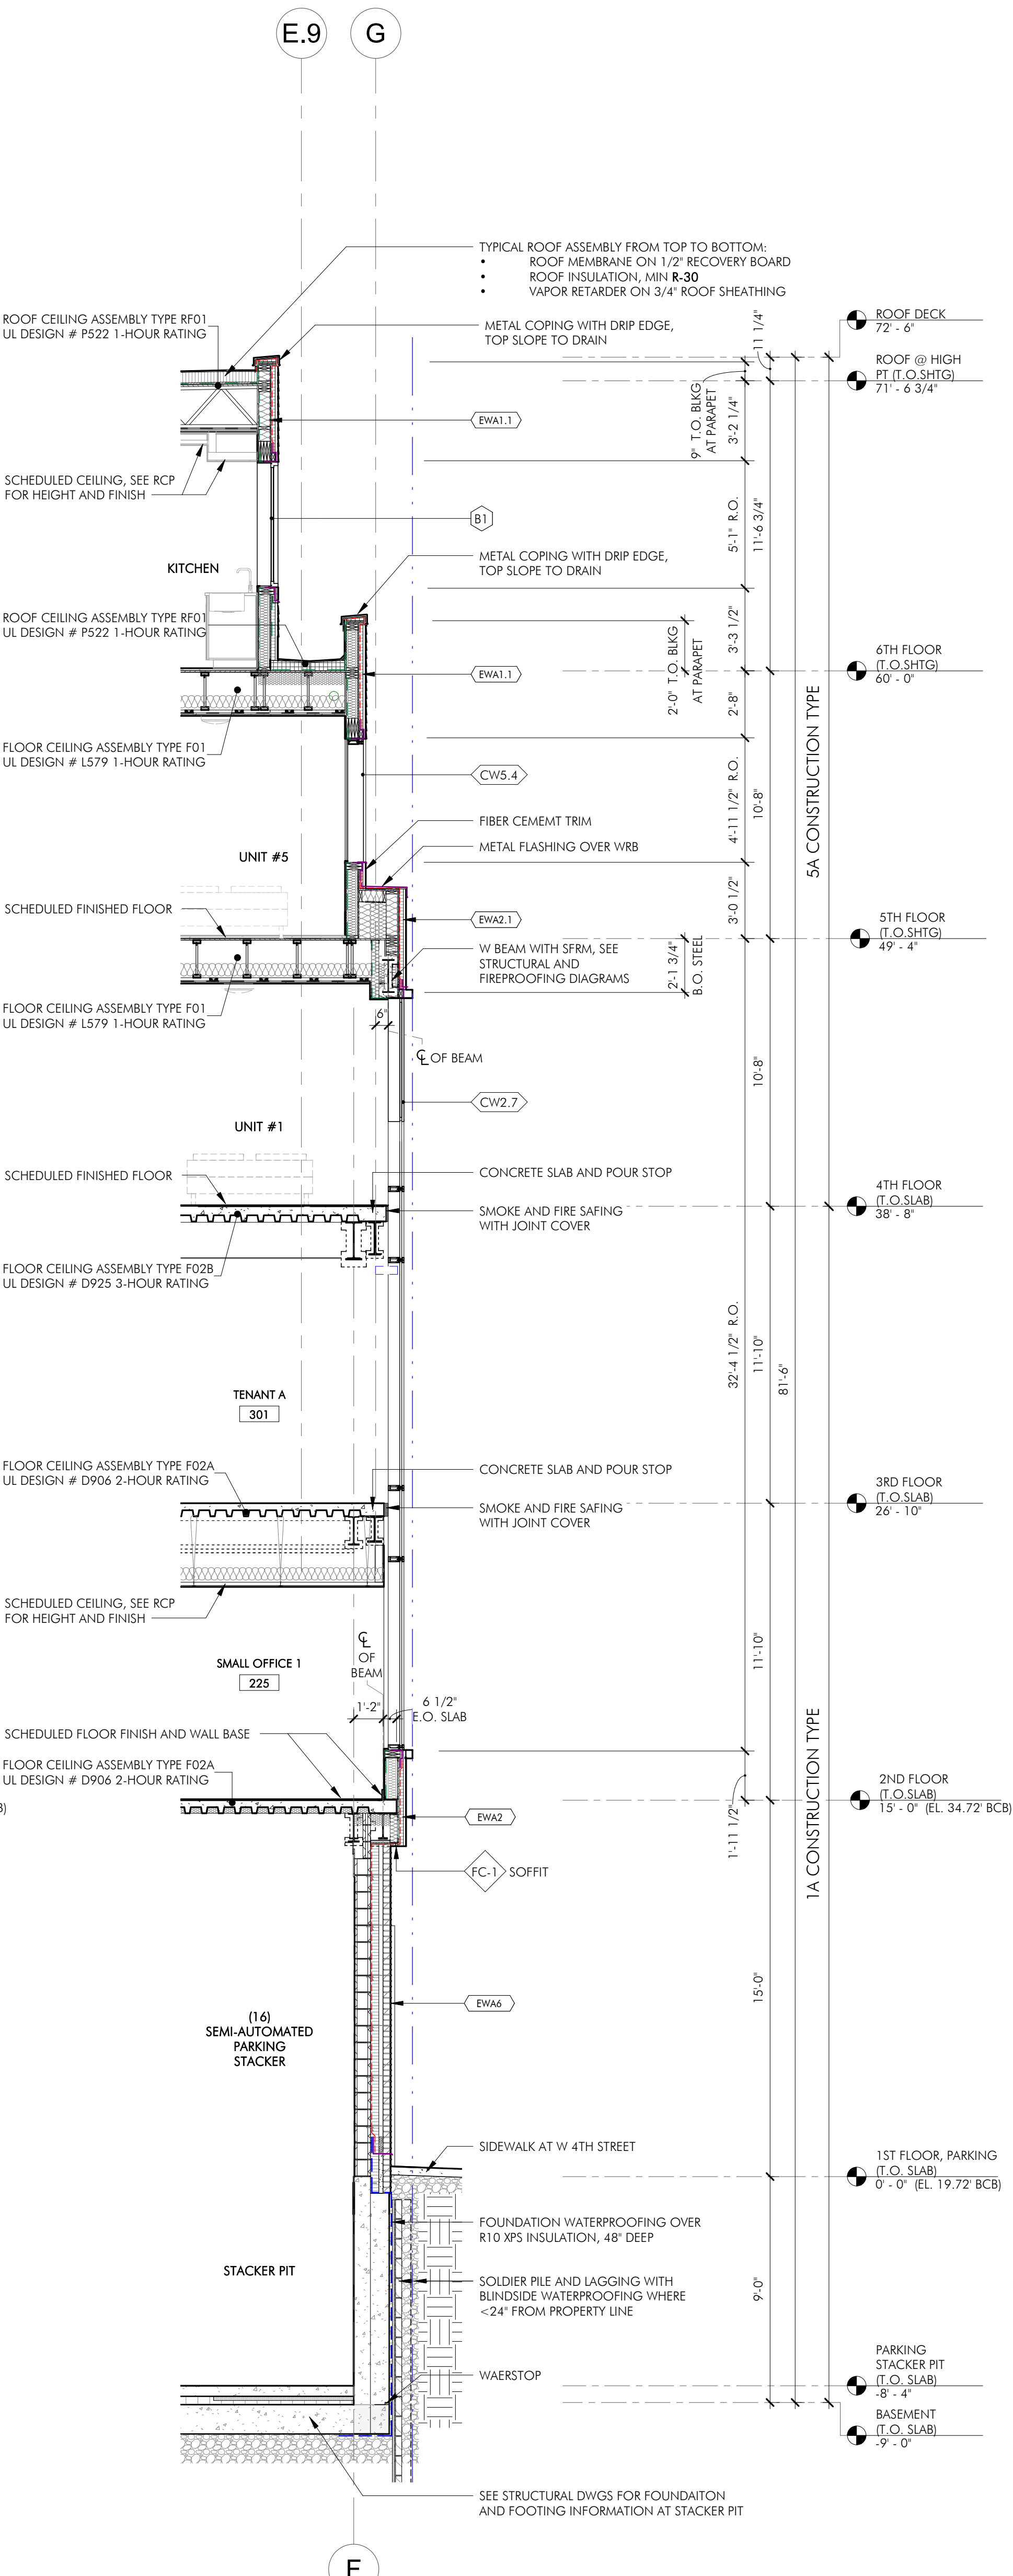 E.9
G
TYPICAL ROOF ASSEMBLY FROM TOP TO BOTTOM:
• ROOF MEMBRANE ON 1/2" RECOVERY BOARD
• ROOF INSULATION, MIN R-30
• VAPOR RETARDER ON 3/4" ROOF SHEATHING
ROOF CEILING ASSEMBLY TYPE RF01
UL DESIGN # P522 1-HOUR RATING
METAL COPING WITH DRIP EDGE,
TOP SLOPE TO DRAIN
11 1/4"
ROOF DECK
72' - 6"
ROOF @ HIGH
PT (T.O.SHTG)
71' - 6 3/4"
9" T.O. BLKG
AT PARAPET
3'-2 1/4"
EWA1.1
SCHEDULED CEILING, SEE RCP
FOR HEIGHT AND FINISH
B1
5'-1" R.O.
11'-6 3/4"
KITCHEN
METAL COPING WITH DRIP EDGE,
TOP SLOPE TO DRAIN
ROOF CEILING ASSEMBLY TYPE RF01
UL DESIGN # P522 1-HOUR RATING
3'-3 1/2"
2'-0" T.O. BLKG
AT PARAPET
6TH FLOOR
(T.O.SHTG)
60' - 0"
EWA1.1
2'-8"
FLOOR CEILING ASSEMBLY TYPE F01
UL DESIGN # L579 1-HOUR RATING
CW5.4
4'-11 1/2" R.O.
10'-8"
5A CONSTRUCTION TYPE
FIBER CEMEMT TRIM
METAL FLASHING OVER WRB
UNIT #5
SCHEDULED FINISHED FLOOR
EWA2.1
3'-0 1/2"
5TH FLOOR
(T.O.SHTG)
49' - 4"
W BEAM WITH SFRM, SEE
STRUCTURAL AND
FIREPROOFING DIAGRAMS
2'-1 3/4"
B.O. STEEL
FLOOR CEILING ASSEMBLY TYPE F01
UL DESIGN # L579 1-HOUR RATING
6"
℄ OF BEAM
10'-8"
CW2.7
UNIT #1
SCHEDULED FINISHED FLOOR
CONCRETE SLAB AND POUR STOP
SMOKE AND FIRE SAFING
WITH JOINT COVER
4TH FLOOR
(T.O.SLAB)
38' - 8"
FLOOR CEILING ASSEMBLY TYPE F02B
UL DESIGN # D925 3-HOUR RATING
32'-4 1/2" R.O.
11'-10"
81'-6"
TENANT A
301
FLOOR CEILING ASSEMBLY TYPE F02A
UL DESIGN # D906 2-HOUR RATING
CONCRETE SLAB AND POUR STOP
SMOKE AND FIRE SAFING
WITH JOINT COVER
3RD FLOOR
(T.O.SLAB)
26' - 10"
SCHEDULED CEILING, SEE RCP
FOR HEIGHT AND FINISH
℄
OF
BEAM
11'-10"
SMALL OFFICE 1
225
1'-2"
6 1/2"
E.O. SLAB
SCHEDULED FLOOR FINISH AND WALL BASE
FLOOR CEILING ASSEMBLY TYPE F02A
UL DESIGN # D906 2-HOUR RATING
B)
EWA2
1'-11 1/2"
1A CONSTRUCTION TYPE
2ND FLOOR
(T.O.SLAB)
15' - 0" (EL. 34.72' BCB)
FC-1 SOFFIT
15'-0"
EWA6
(16)
SEMI-AUTOMATED
PARKING
STACKER
SIDEWALK AT W 4TH STREET
1ST FLOOR, PARKING
(T.O. SLAB)
0' - 0" (EL. 19.72' BCB)
FOUNDATION WATERPROOFING OVER
R10 XPS INSULATION, 48" DEEP
STACKER PIT
SOLDIER PILE AND LAGGING WITH
BLINDSIDE WATERPROOFING WHERE
<24" FROM PROPERTY LINE
9'-0"
WAERSTOP
PARKING
STACKER PIT
(T.O. SLAB)
-8' - 4"
BASEMENT
(T.O. SLAB)
-9' - 0"
SEE STRUCTURAL DWGS FOR FOUNDAITON
AND FOOTING INFORMATION AT STACKER PIT